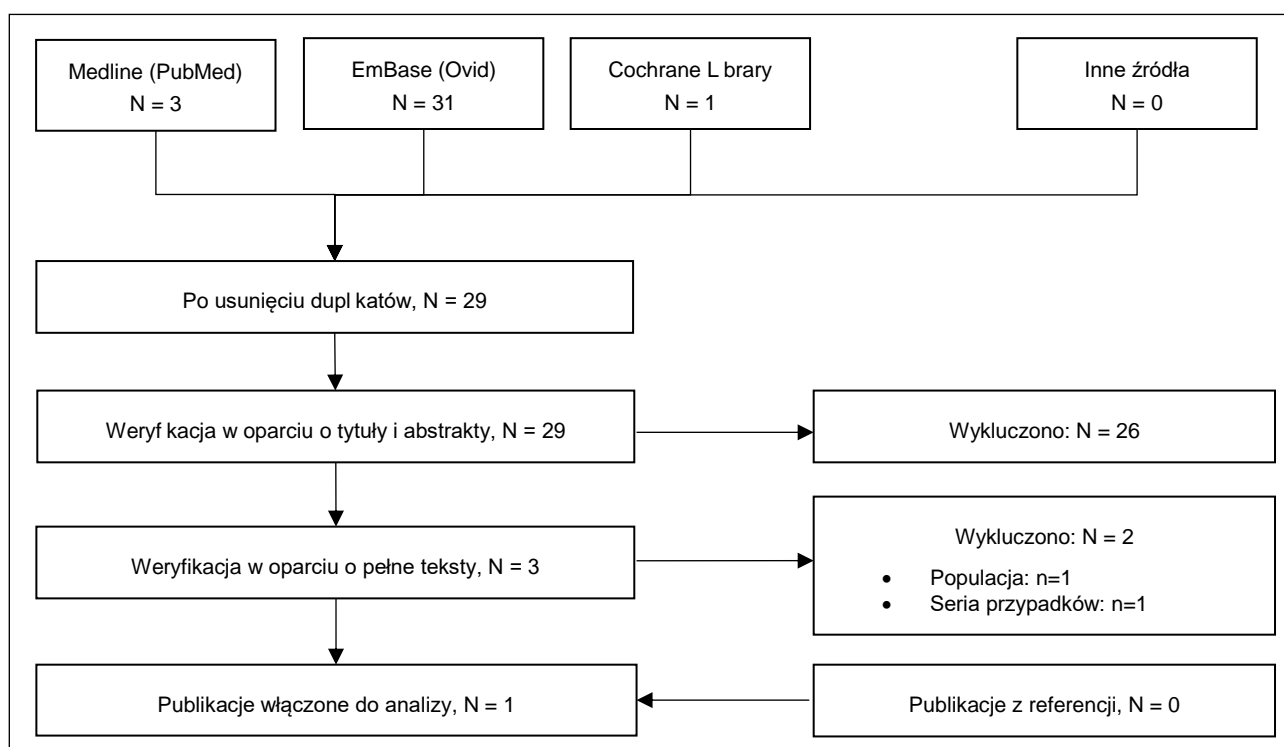 Medline (PubMed)
N = 3
EmBase (Ovid)
N = 31
Cochrane L brary
N = 1
Inne źródła
N = 0
Po usunięciu dupl katów, N = 29
Weryf kacja w oparciu o tytuły i abstrakty, N = 29
Wykluczono: N = 26
Weryfikacja w oparciu o pełne teksty, N = 3
Wykluczono: N = 2
• Populacja: n=1
• Seria przypadków: n=1
Publikacje włączone do analizy, N = 1
Publikacje z referencji, N = 0